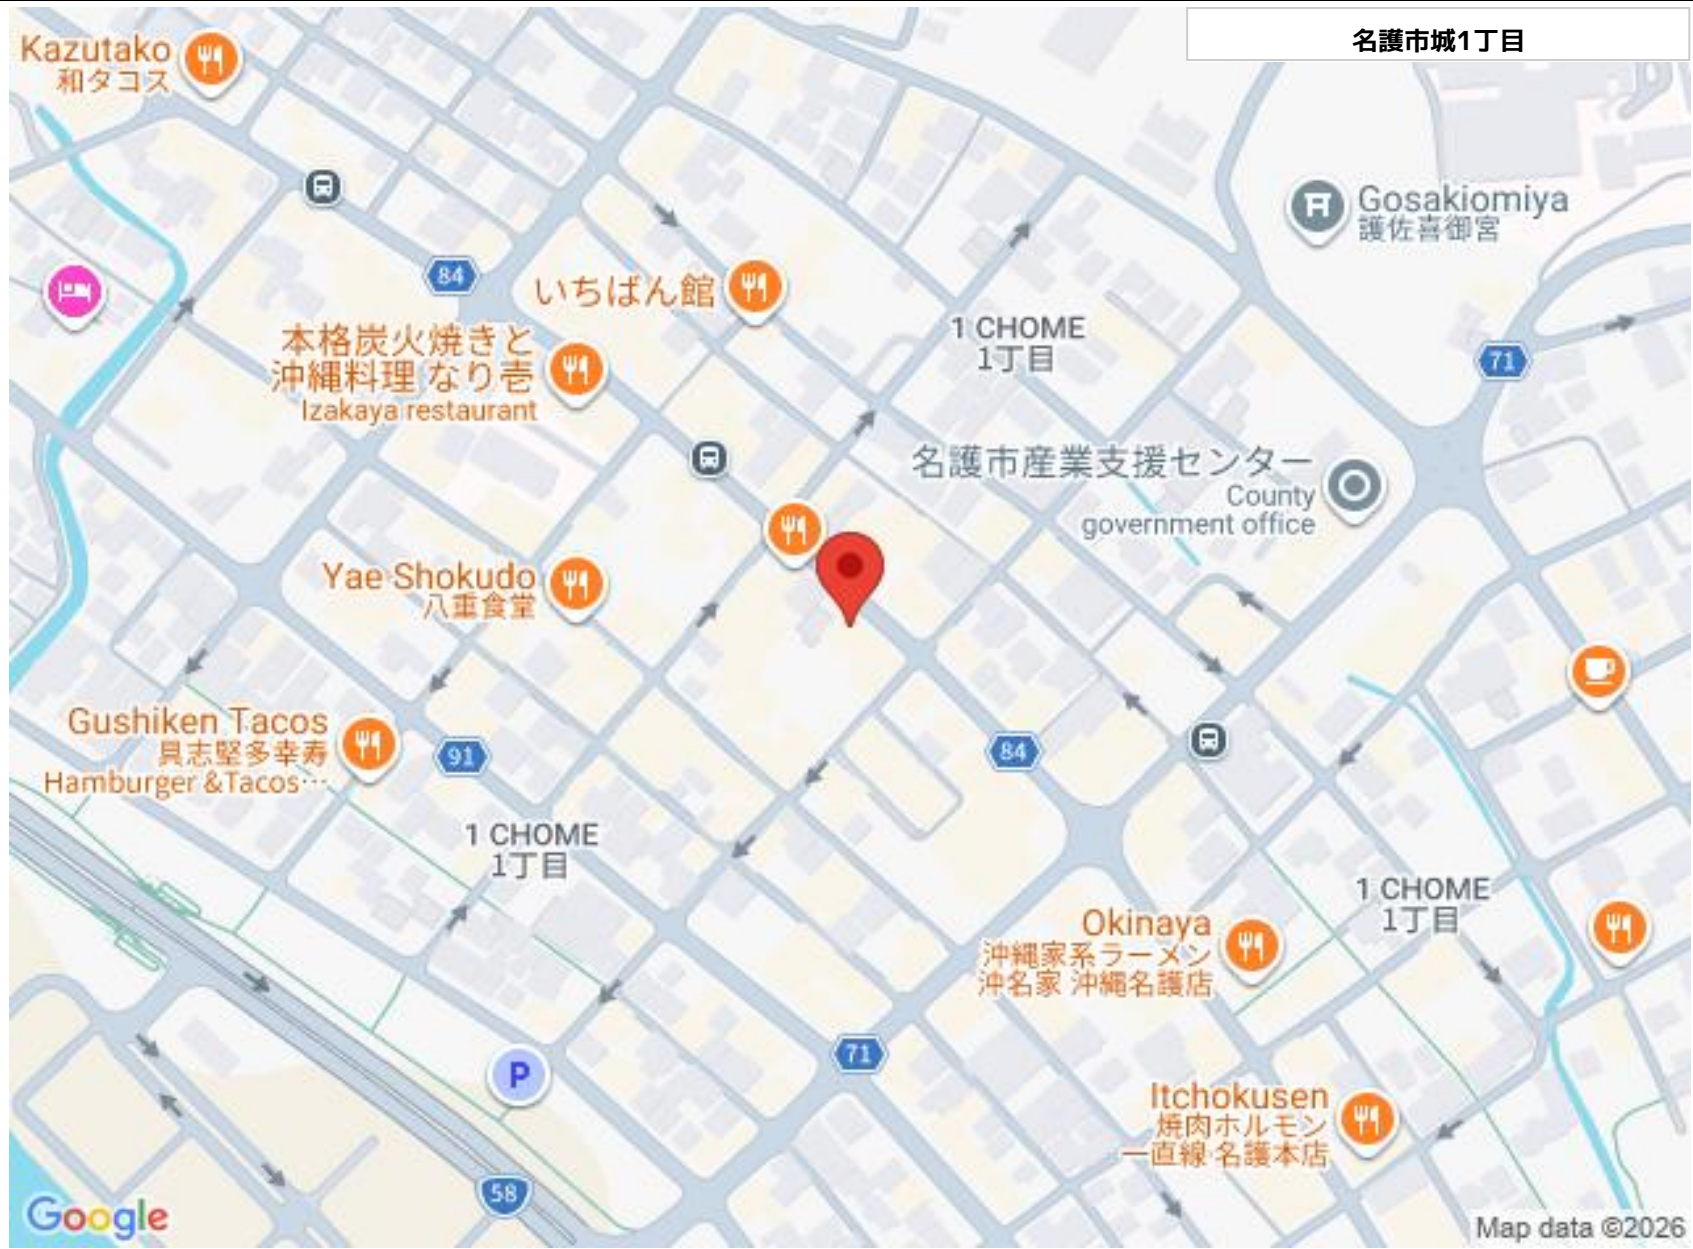 名護市城1丁目
Kazutako
和タコス
Gosakiomiya
護佐喜御宮
84
いちばん館
本格炭火焼きと
沖縄料理 なり壱
Izakaya restaurant
1 CHOME
1丁目
71
名護市産業支援センター
County
government office
Yae Shokudo
八重食堂
Gushiken Tacos
具志堅多幸寿
Hamburger &Tacos…
91
84
1 CHOME
1丁目
1 CHOME
1丁目
Okinaya
沖縄家系ラーメン
沖名家 沖縄名護店
71
P
Itchokusen
焼肉ホルモン
一直線 名護本店
58
Google
Map data ©2026